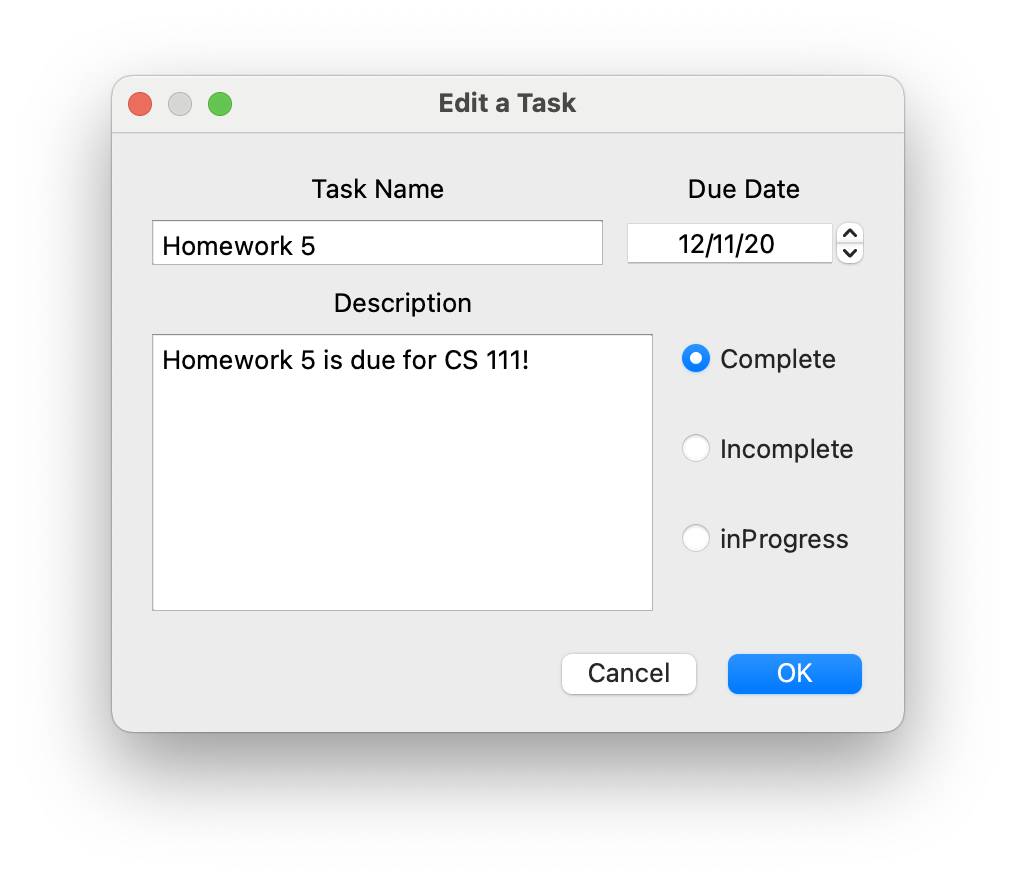 Edit a Task
Task Name
Due Date
Homework 5
12/11/20
Description
Homework 5 is due for CS 111!
Complete
Incomplete
inProgress
Cancel
OK